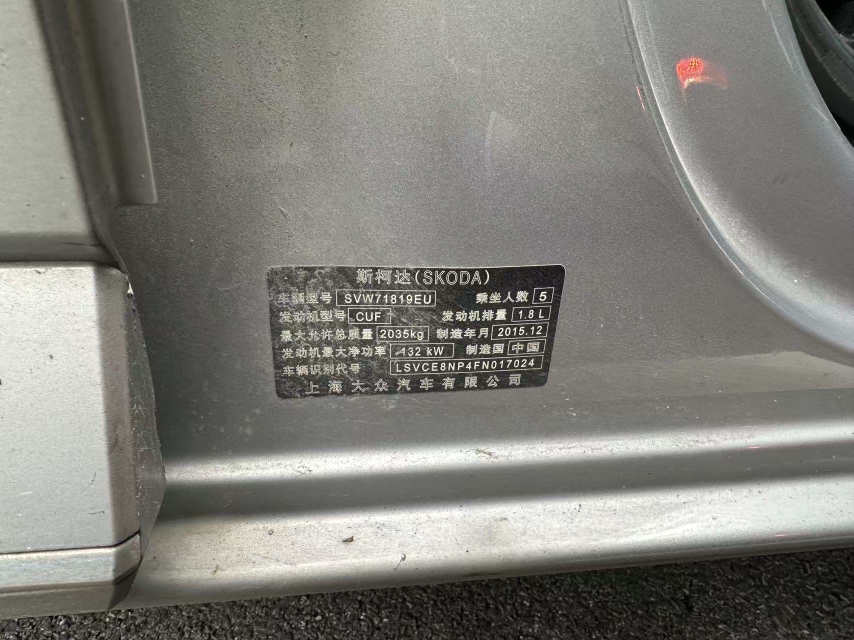 斯柯达(SKODA)
车辆型号 SVW71819EU 乘坐人数 5
发动机型号 CUF 发动机排量 1.8 L
最大允许总质量 2035kg 制造年月 2015.12
发动机最大净功率 132 kW 制造国 中国
车辆识别代号 LSVCE8NP4FN017024
上海大众汽车有限公司